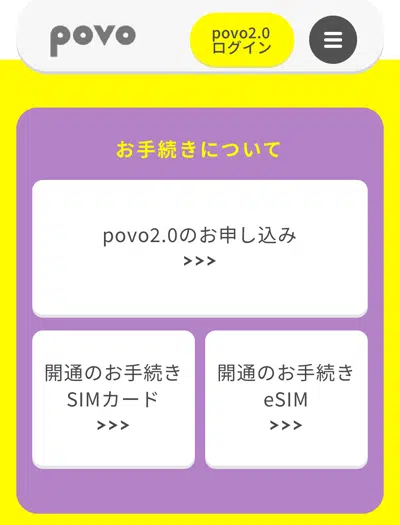 povo
povo2.0
ログイン
お手続きについて
povo2.0のお申し込み
>>>
開通のお手続き
SIMカード
>>>
開通のお手続き
eSIM
>>>